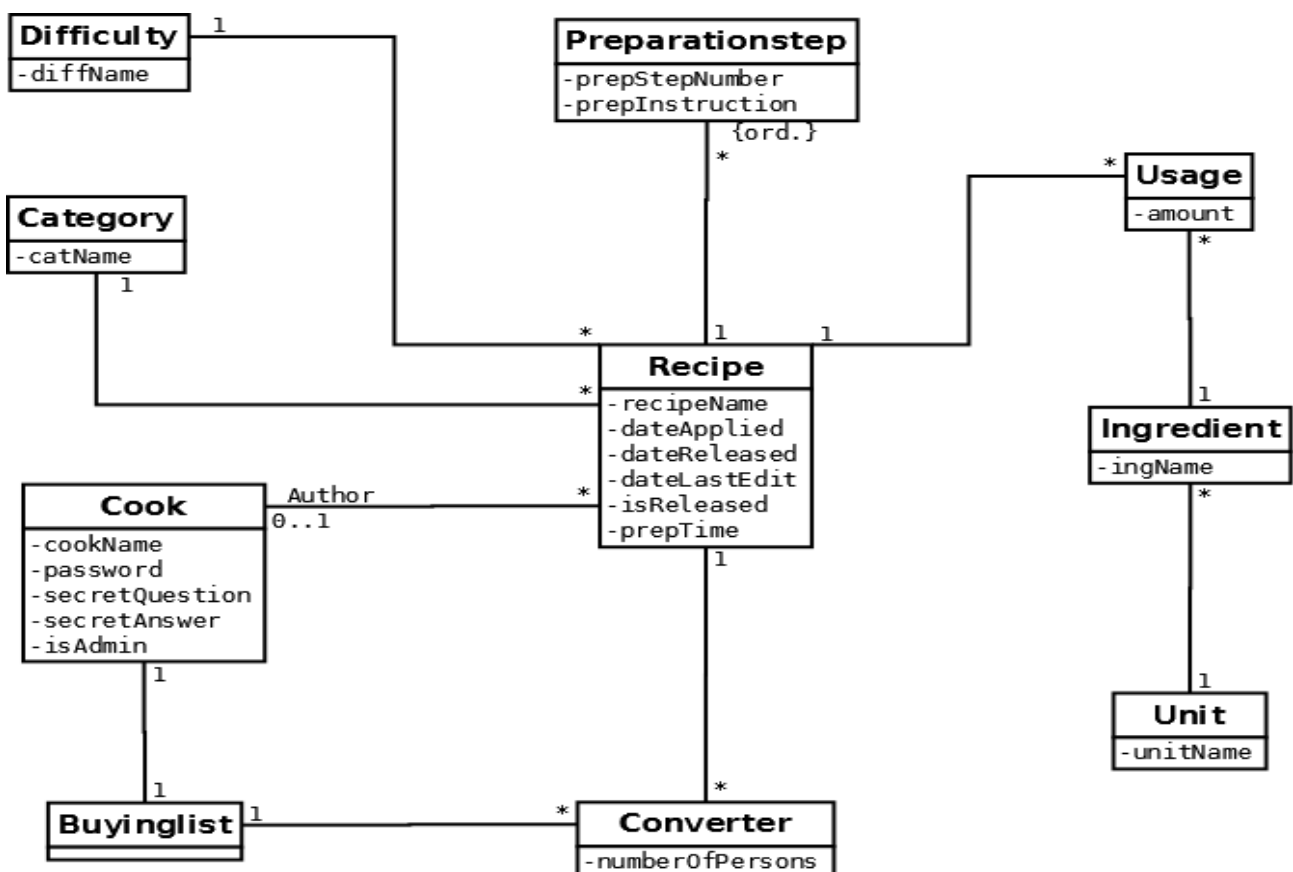 Difficulty
-diffName
1
Preparationstep
-prepStepNumber
-prepInstruction
{ord.}
*
Usage
-amount
*
*
Category
-catName
1
*
1
1
Recipe
-recipeName
-dateApplied
-dateReleased
-dateLastEdit
-isReleased
-prepTime
*
*
1
1
Ingredient
-ingName
*
Cook
-cookName
-password
-secretQuestion
-secretAnswer
-isAdmin
Author
0..1
1
1
Unit
-unitName
1
Buyinglist
1
*
*
Converter
-numberOfPersons